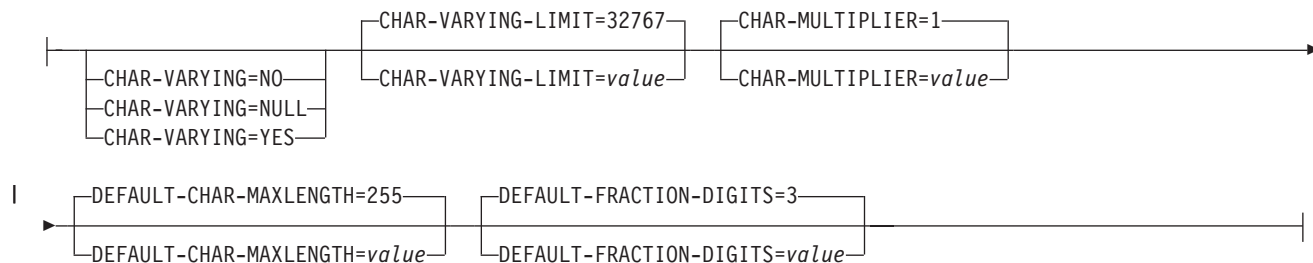 CHAR-VARYING-LIMIT=32767 CHAR-MULTIPLIER=1
CHAR-VARYING=NO CHAR-VARYING-LIMIT=value CHAR-MULTIPLIER=value
CHAR-VARYING=NULL
CHAR-VARYING=YES
DEFAULT-CHAR-MAXLENGTH=255 DEFAULT-FRACTION-DIGITS=3
DEFAULT-CHAR-MAXLENGTH=value DEFAULT-FRACTION-DIGITS=value